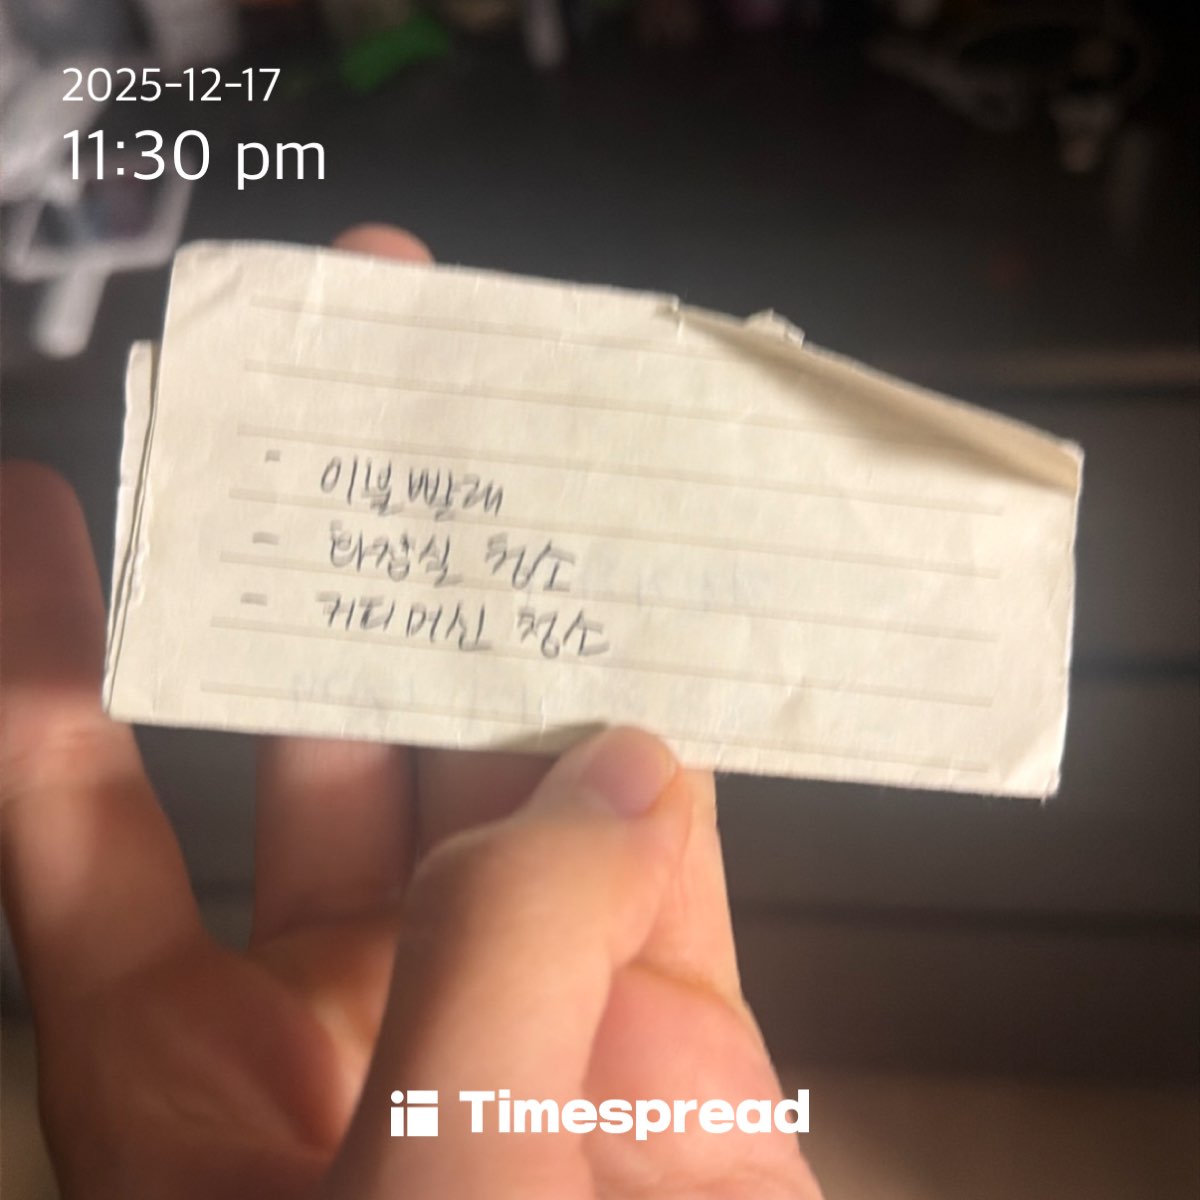 2025-12-17
11:30 pm
- 이불빨래
- 화장실 청소
- 커피머신 청소
Timespread